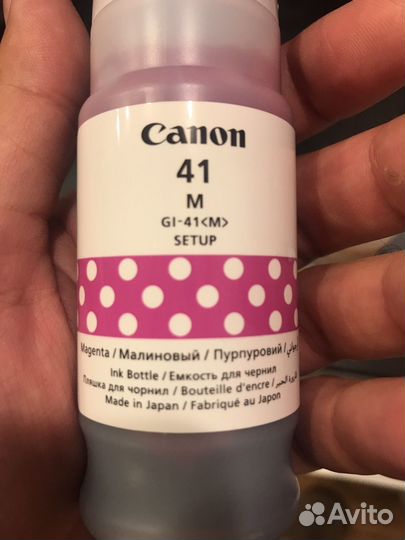 Canon
41
M
GI-41<M>
SETUP
Magenta / Малиновый / Пурпуровий /
Ink Bottle / Емкость для чернил
Пляшка для чорнил / Bouteille d'encre /
Made in Japan / Fabriqué au Japon
Avito